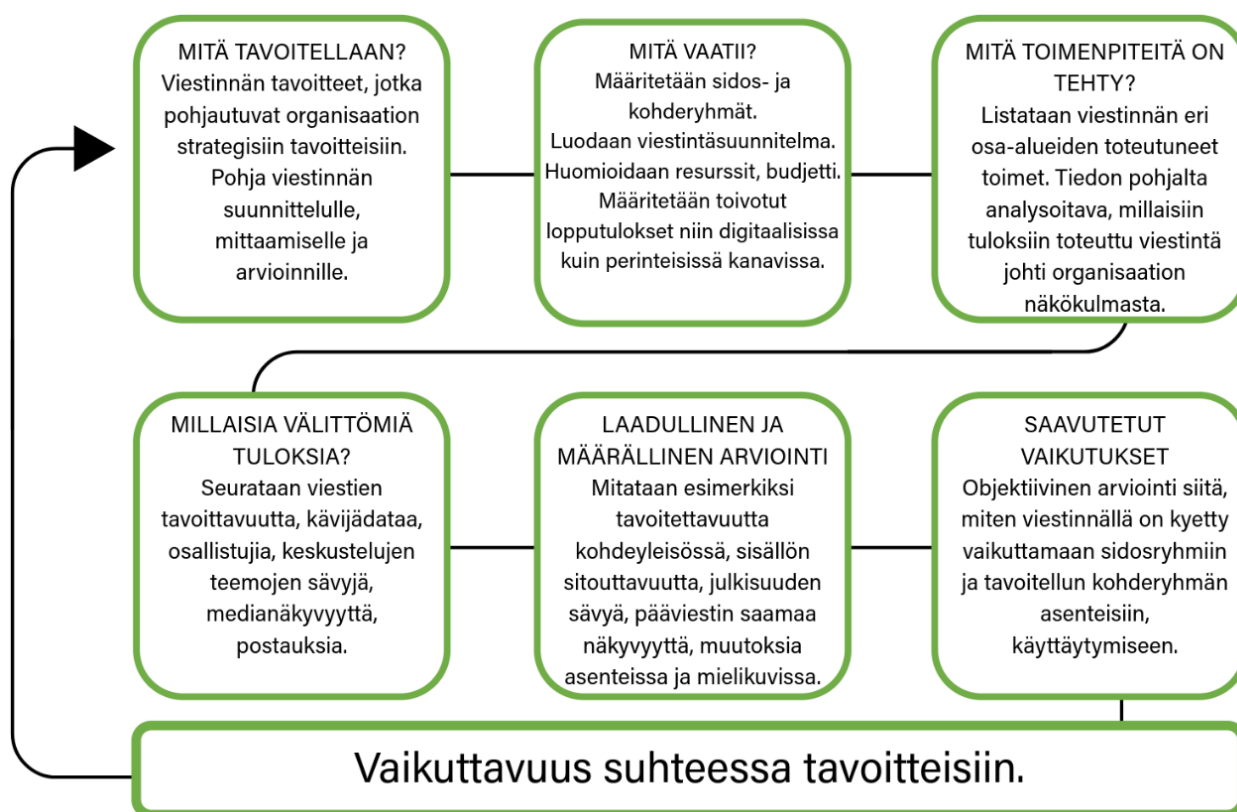 MITÄ TAVOITELLAAN?
Viestinnän tavoitteet, jotka
pohjautuvat organisaation
strategisiin tavoitteisiin.
Pohja viestinnän
suunnittelulle,
mittaamiselle ja
arvioinnille.
MITÄ VAATII?
Määritetään sidos- ja
kohderyhmät.
Luodaan viestintäsuunnitelma.
Huomioidaan resurssit, budjetti.
Määritetään toivotut
lopputulokset niin digitaalisissa
kuin perinteisissä kanavissa.
MITÄ TOIMENPITEITÄ ON
TEHTY?
Listataan viestinnän eri
osa-alueiden toteutuneet
toimet. Tiedon pohjalta
analysoitava, millaisiin
tuloksiin toteuttu viestintä
johti organisaation
näkökulmasta.
MILLAISIA VÄLITTÖMIÄ
TULOKSIA?
Seurataan viestien
tavoittavuutta, kävijädataa,
osallistujia, keskustelujen
teemojen sävyjä,
medianäkyvyyttä,
postauksia.
LAADULLINEN JA
MÄÄRÄLLINEN ARVIOINTI
Mitataan esimerkiksi
tavoitettavuutta
kohdeyleisössä, sisällön
sitouttavuutta, julkisuuden
sävyä, pääviestin saamaa
näkyvyyttä, muutoksia
asenteissa ja mielikuvissa.
SAAVUTETUT
VAIKUTUKSET
Objektiivinen arviointi siitä,
miten viestinnällä on kyetty
vaikuttamaan sidosryhmiin
ja tavoitellun kohderyhmän
asenteisiin,
käyttäytymiseen.
Vaikuttavuus suhteessa tavoitteisiin.